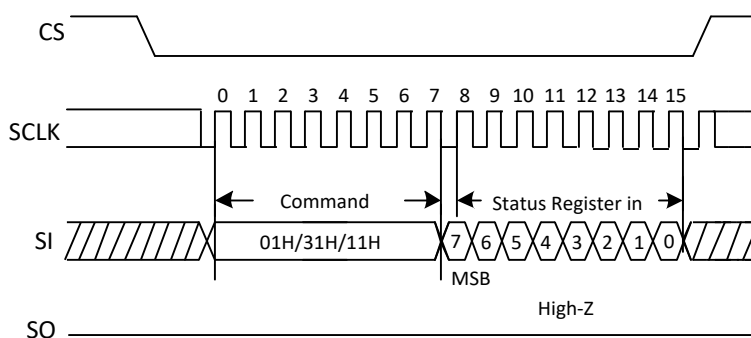 CS
0 1 2 3 4 5 6 7 8 9 10 11 12 13 14 15
SCLK
Command Status Register in
SI 01H/31H/11H 7 6 5 4 3 2 1 0
MSB
High-Z
SO